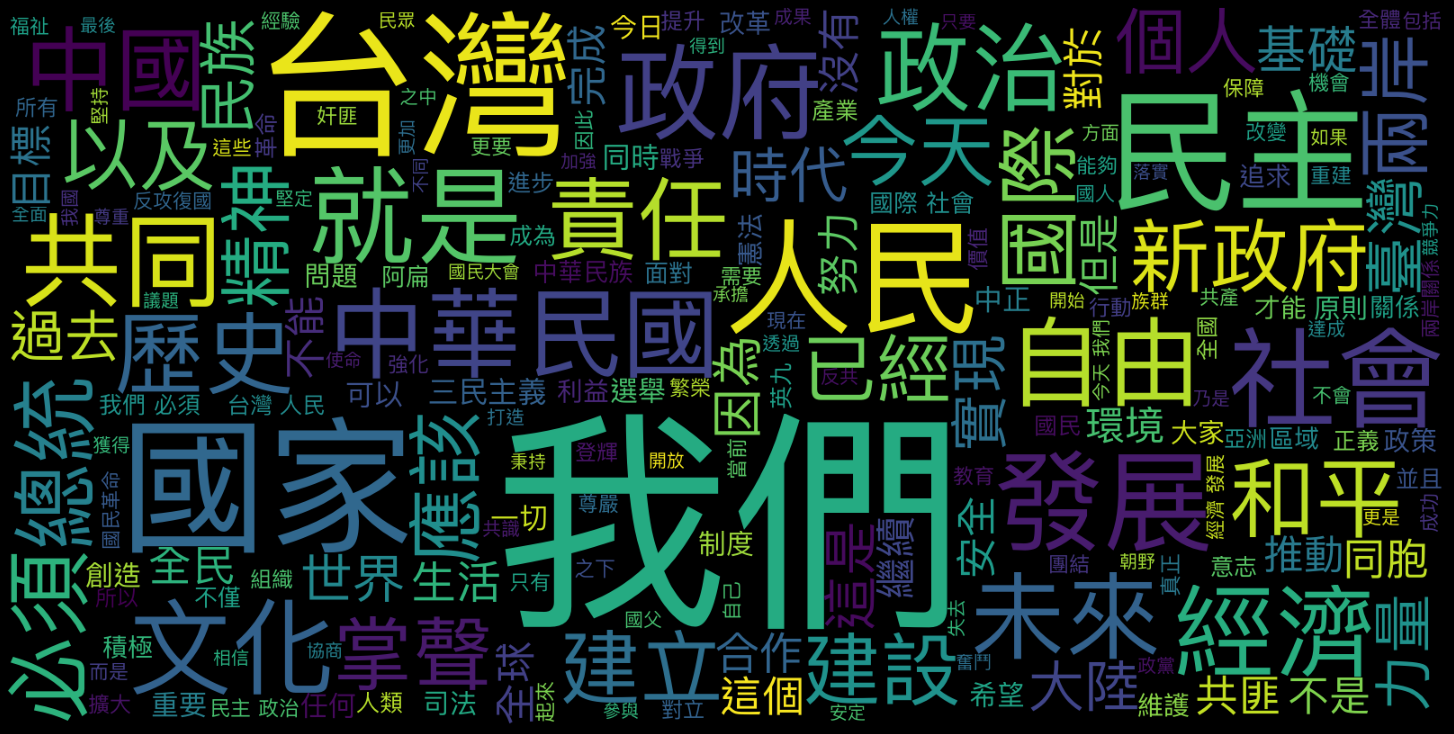 福祉
最後
中國
民族
經驗
民眾
台灣
完成
今日
提升
改革
成果
得到
政府
沒有
人權
只要
政治
對於
個人
基礎
全體
包括
兩岸
所有
堅持
奸匪
之中
產業
保障
機會
目標
以及
這些
革命
更加
因此
更要
加強
同時
戰爭
時代
今天
國際
方面
能夠
國人
民主
改變
如果
落實
追求
重建
全面
我國
尊重
反攻復國
精神
堅定
不同
就是
進步
責任
國際 社會
臺灣
競爭力
共同
議題
問題
阿扁
成為
國民大會
中華民族
面對
憲法
需要
承擔
人民
努力
價值
中正
但是
開始
行動
族群
共產
新政府
才能
原則
關係
兩岸關係
過去
歷史
不能
使命
中華民國
強化
現在
透過
已經
自由
今天 我們
全國
達成
社會
總統
我們 必須
台灣 人民
可以
三民主義
利益
選舉
繁榮
因為
英九
反共
實現
乃是
不會
獲得
國家
應該
打造
秉持
登輝
開放
當前
我們
國民
環境
大家
亞洲
區域
正義
政策
國民革命
尊嚴
一切
共識
制度
這是
繼續
教育
安全
發展
經濟 發展
和平
並且
更是
成功
必須
創造
全民
組織
世界
生活
只有
之下
自己
團結
朝野
真正
意志
推動
同胞
所以
不僅
文化
掌聲
國父
失去
未來
經濟
力量
積極
而是
相信
協商
全球
建立
合作
建設
奮鬥
大陸
政黨
擴大
重要
民主 政治
任何
人類
司法
起來
參與
對立
這個
安定
希望
維護
共匪
不是